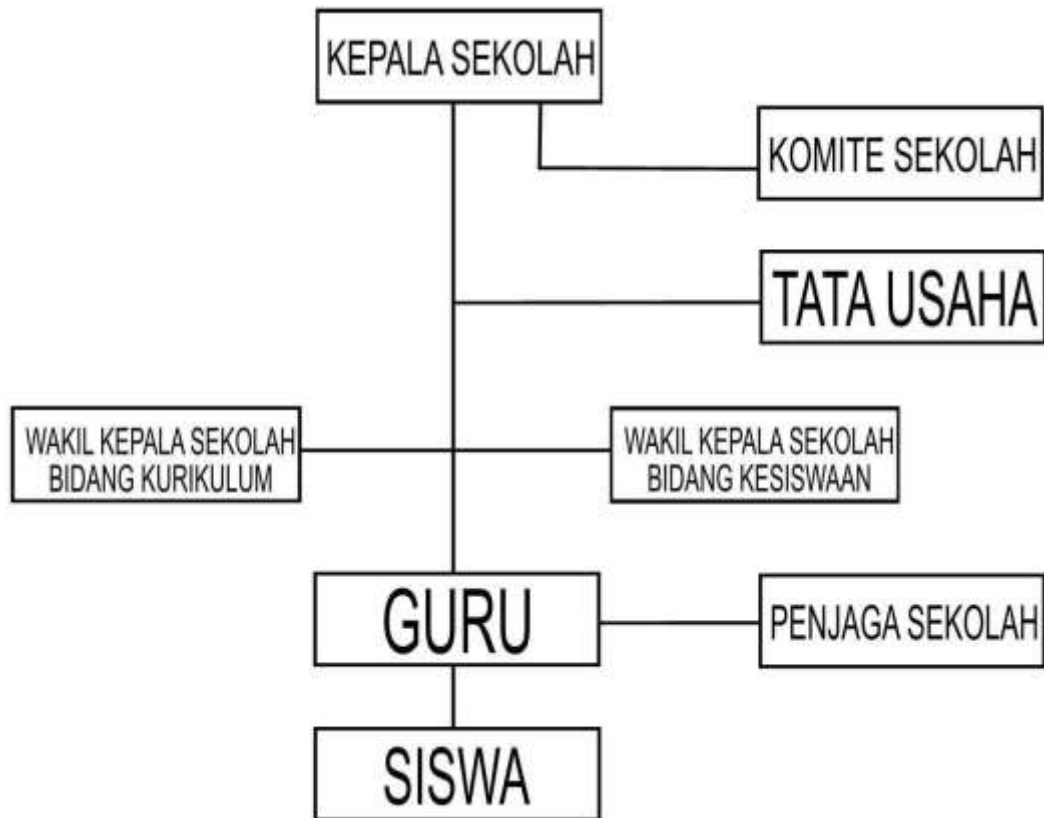 KEPALA SEKOLAH
KOMITE SEKOLAH
TATA USAHA
WAKIL KEPALA SEKOLAH
BIDANG KURIKULUM
WAKIL KEPALA SEKOLAH
BIDANG KESISWAAN
GURU
PENJAGA SEKOLAH
SISWA